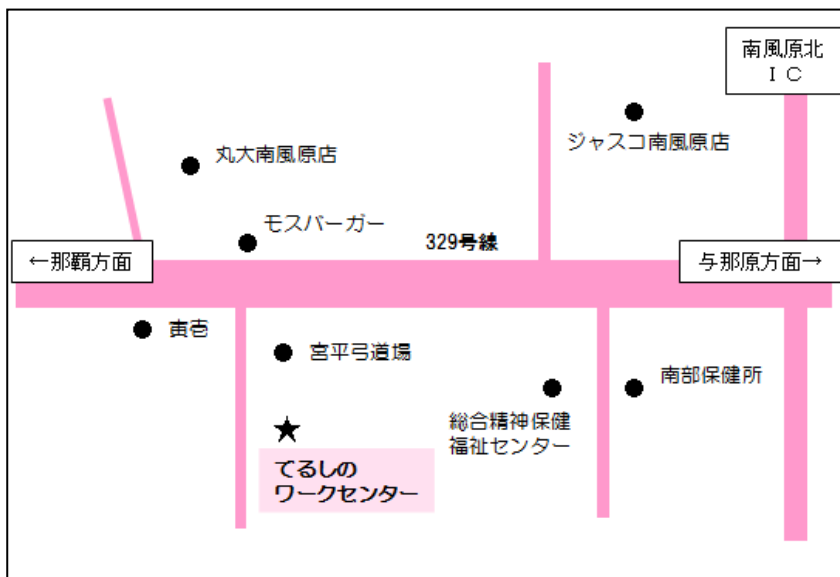 南風原北
ＩＣ
ジャスコ南風原店
丸大南風原店
モスバーガー
329号線
←那覇方面
与那原方面→
寅壱
宮平弓道場
南部保健所
総合精神保健
福祉センター
てるしの
ワークセンター